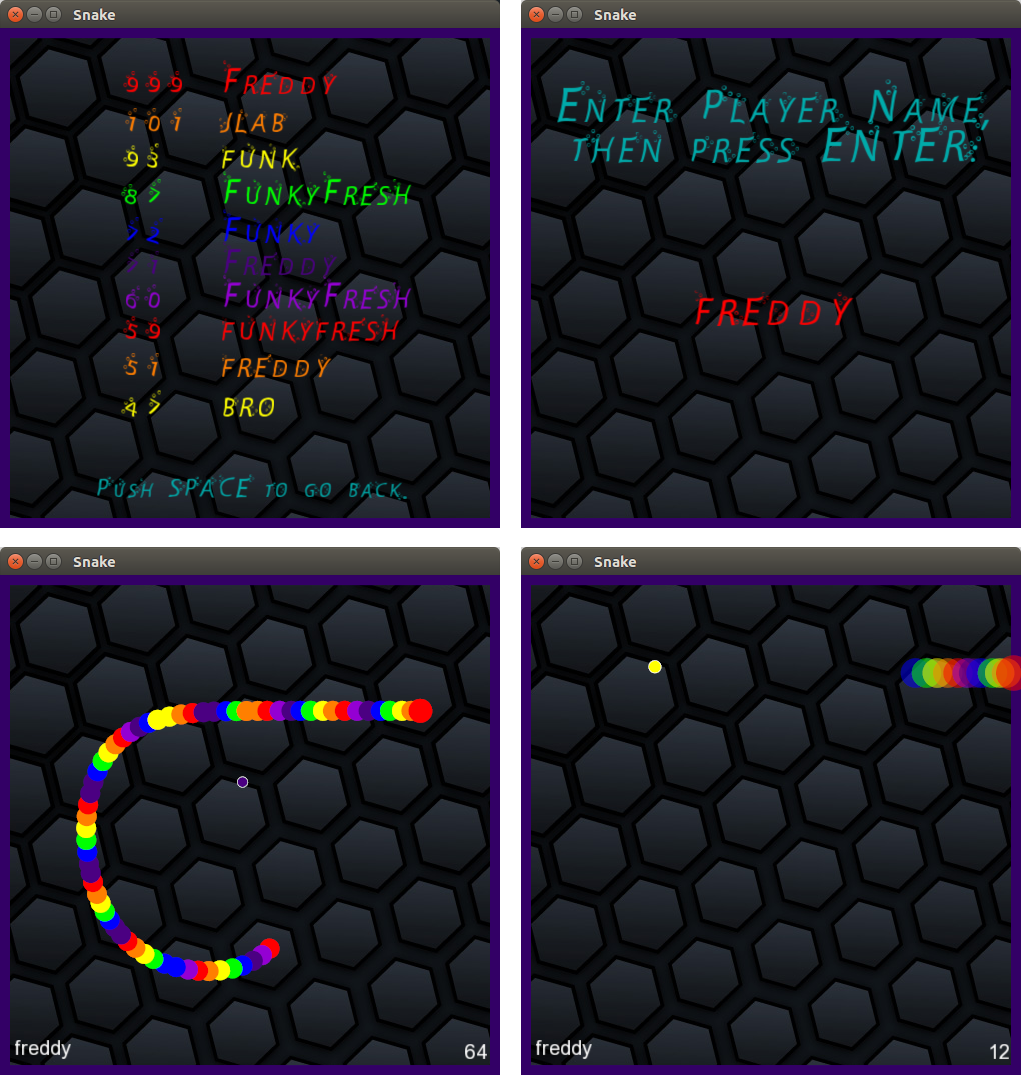 Snake
999 Freddy
101 JLAB
93 FUNK
87 FunkyFresh
72 Funky
71 Freddy
60 FunkyFresh
59 FUNKYFRESH
51 FREDDY
47 BRO
Push SPACE to go back.
Snake
Enter Player Name,
then press ENTER.
FREDDY
Snake
freddy 64
Snake
freddy 12